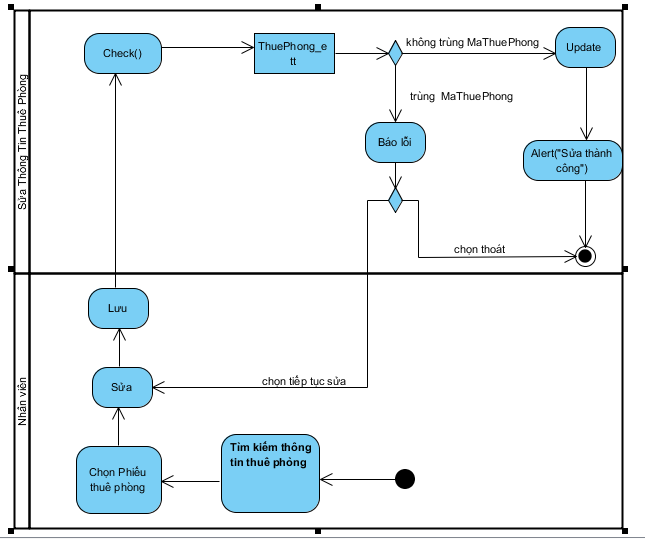 Sửa Thông Tin Thuê Phòng
Check()
ThuePhong_e
tt
không trùng MaThuePhong
Update
trùng MaThuePhong
Báo lỗi
Alert("Sửa thành
công")
chọn thoát
Nhân viên
Lưu
Sửa
chọn tiếp tục sửa
Chọn Phiếu
thuê phòng
Tìm kiếm thông
tin thuê phòng